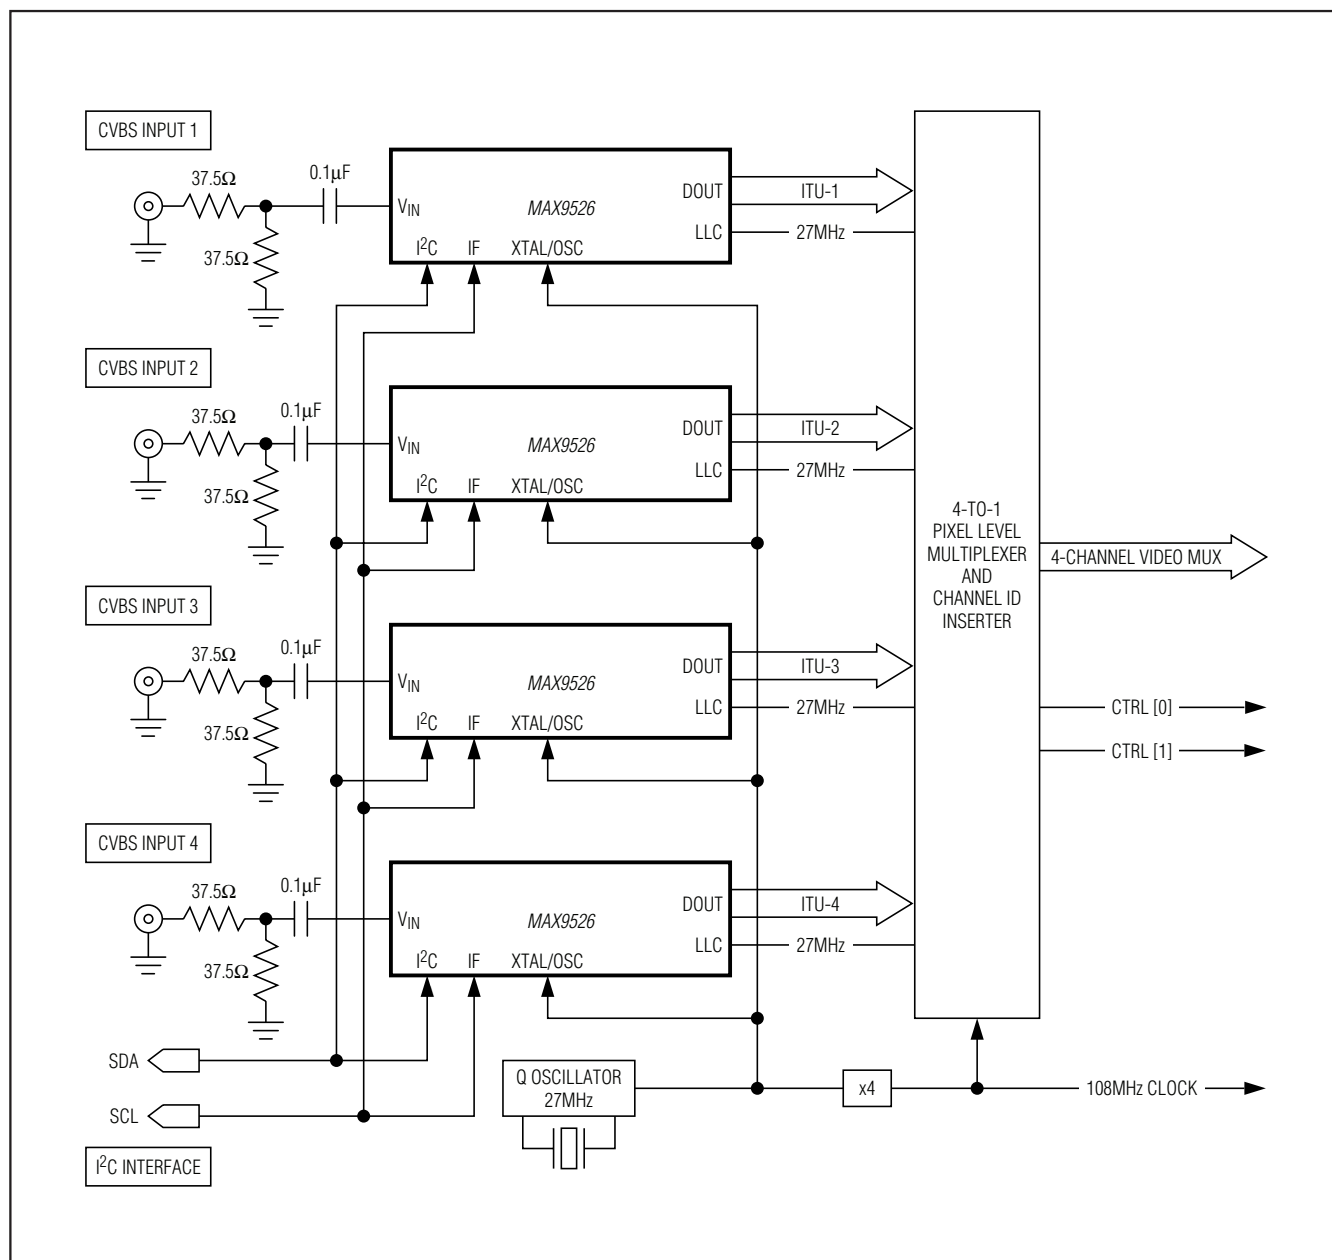 CVBS INPUT 1
37.5Ω
0.1µF
37.5Ω
VIN
MAX9526
DOUT
LLC
I2C
IF
XTAL/OSC
ITU-1
27MHz
CVBS INPUT 2
37.5Ω
0.1µF
37.5Ω
VIN
MAX9526
DOUT
LLC
I2C
IF
XTAL/OSC
ITU-2
27MHz
CVBS INPUT 3
37.5Ω
0.1µF
37.5Ω
VIN
MAX9526
DOUT
LLC
I2C
IF
XTAL/OSC
ITU-3
27MHz
CVBS INPUT 4
37.5Ω
0.1µF
37.5Ω
VIN
MAX9526
DOUT
LLC
I2C
IF
XTAL/OSC
ITU-4
27MHz
4-TO-1
PIXEL LEVEL
MULTIPLEXER
AND
CHANNEL ID
INSERTER
4-CHANNEL VIDEO MUX
CTRL [0]
CTRL [1]
SDA
SCL
I2C INTERFACE
Q OSCILLATOR
27MHz
x4
108MHz CLOCK